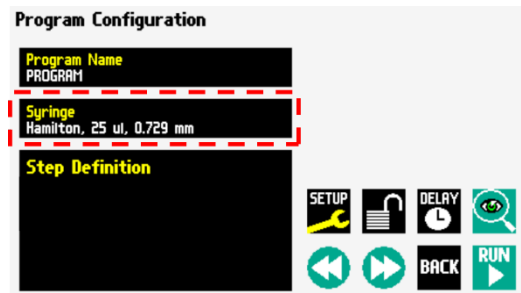 Program Configuration
Program Name
PROGRAM
Syringe
Hamilton, 25 ul, 0.729 mm
Step Definition
SETUP
DELAY
BACK
RUN